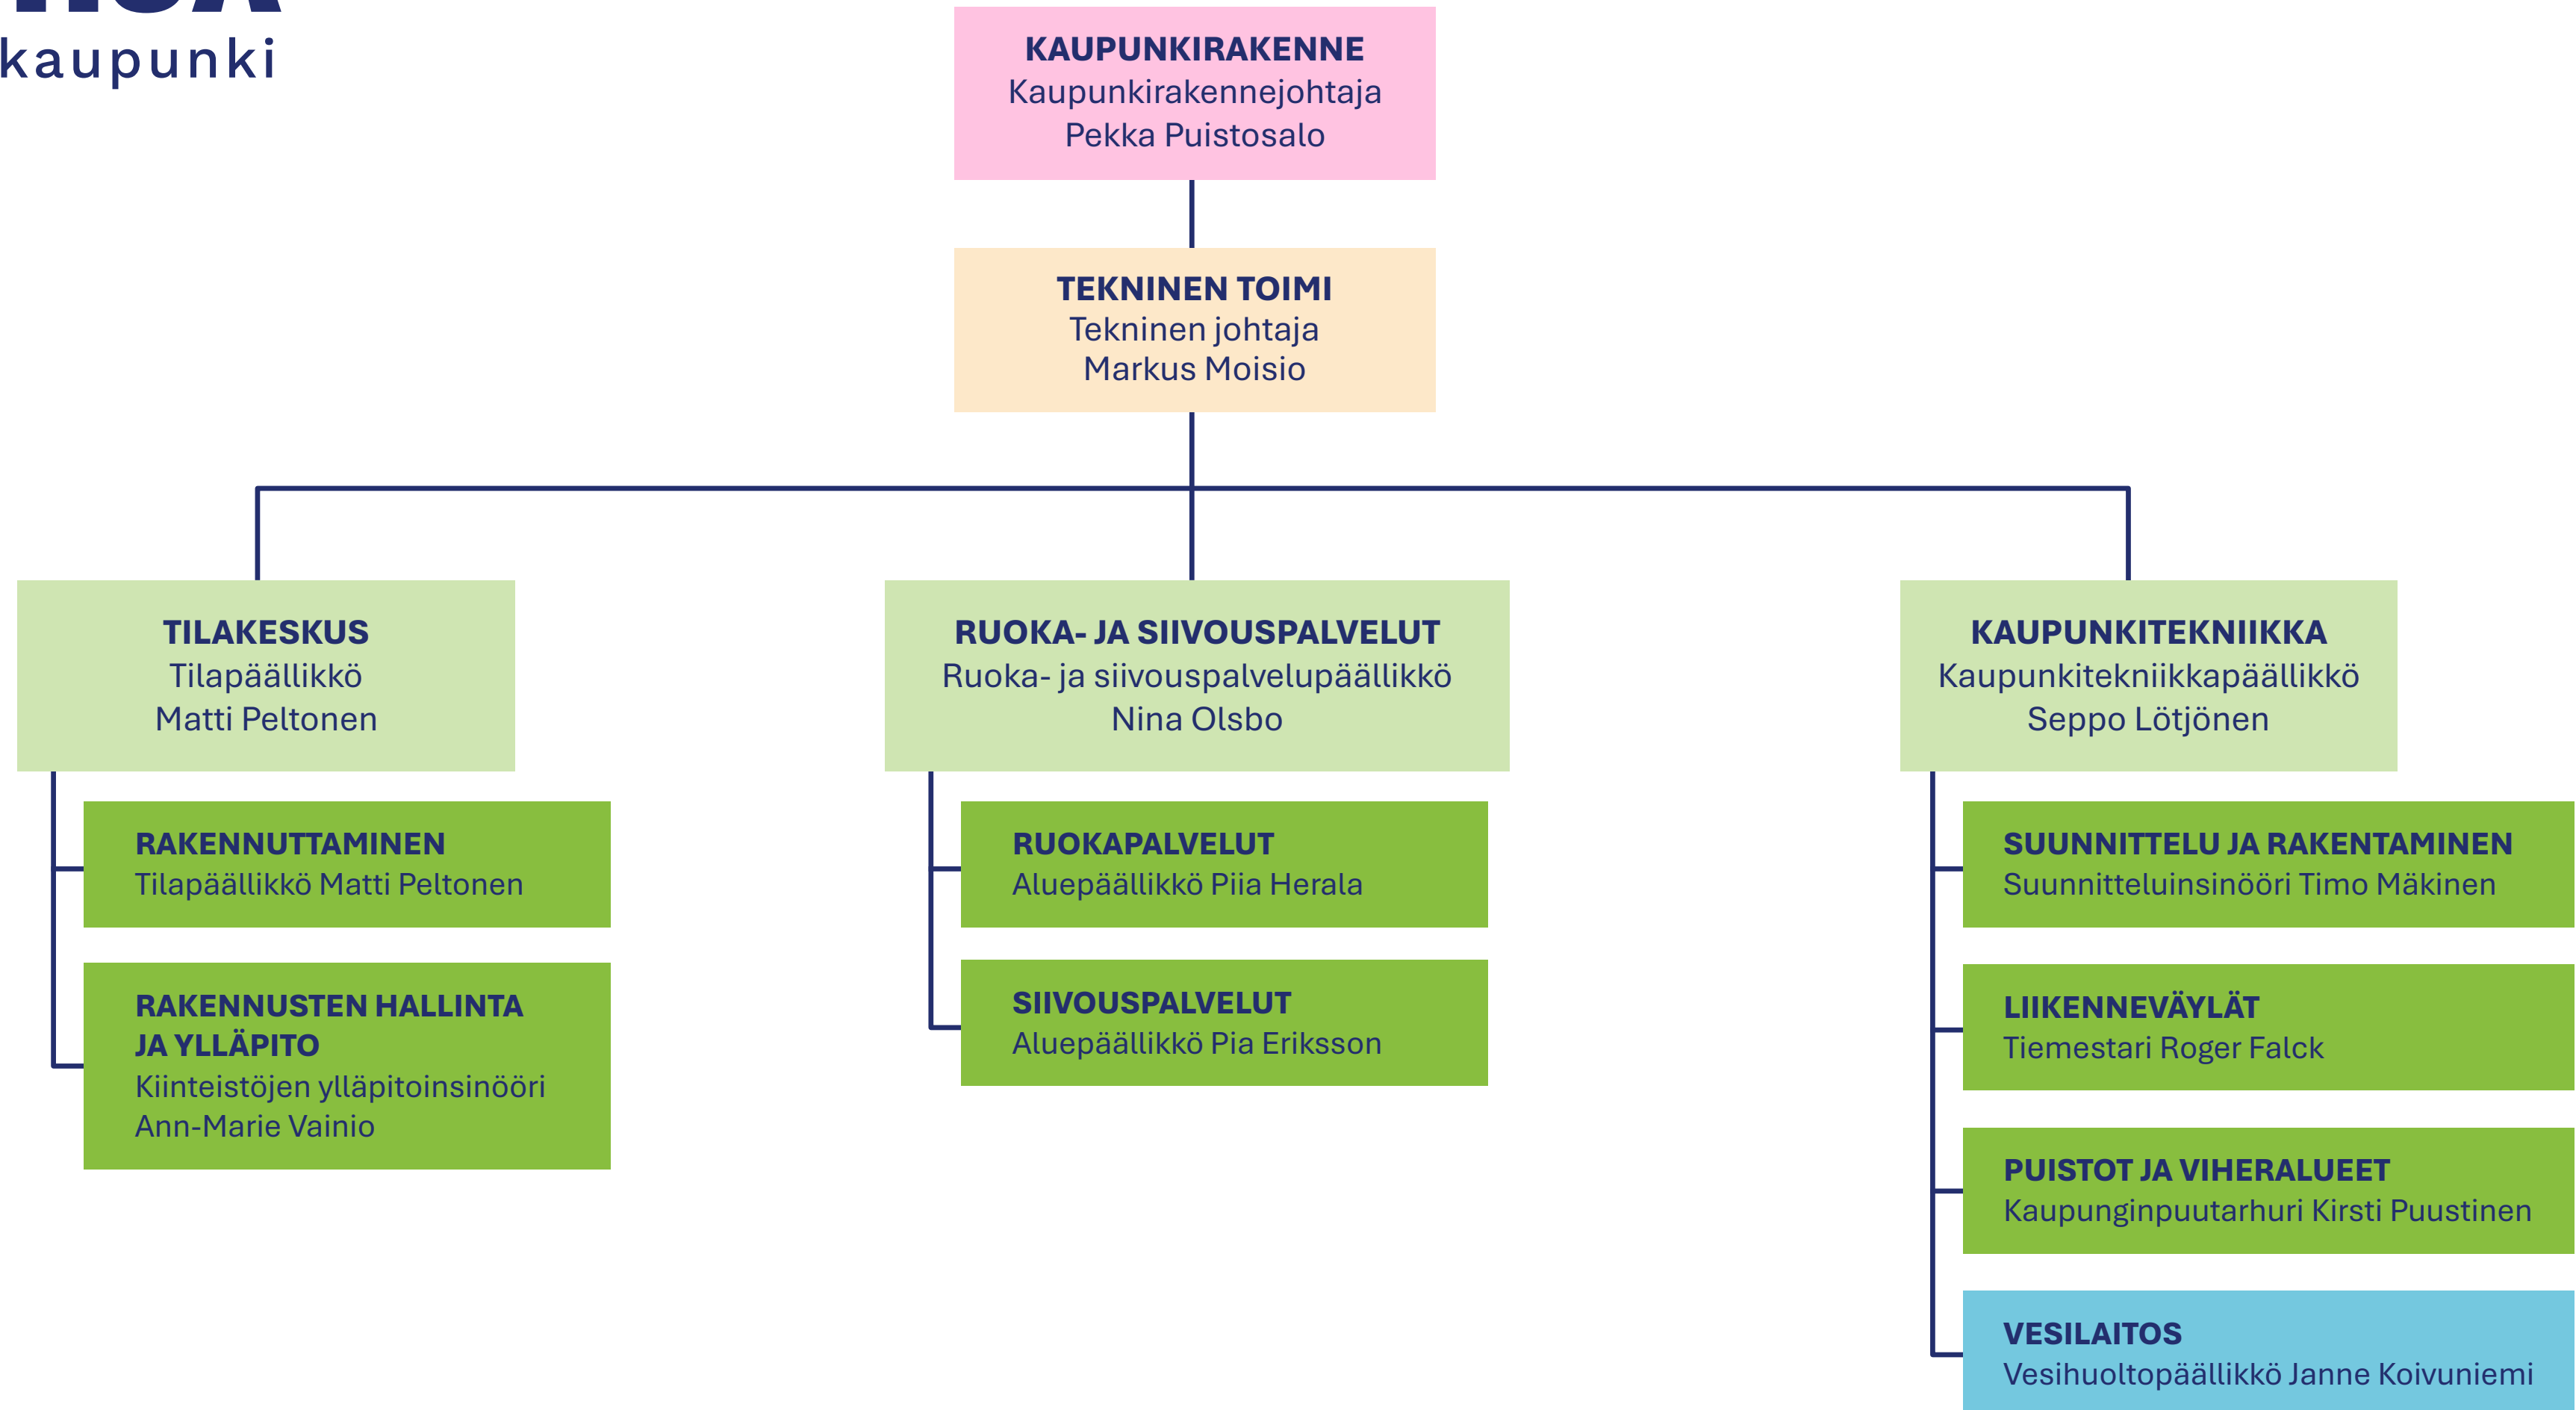 kaupunki
KAUPUNKIRAKENNE
Kaupunkirakennejohtaja
Pekka Puistosalo
TEKNINEN TOIMI
Tekninen johtaja
Markus Moisio
TILAKESKUS
Tilapäällikkö
Matti Peltonen
RAKENNUTTAMINEN
Tilapäällikkö Matti Peltonen
RAKENNUSTEN HALLINTA
JA YLLÄPITO
Kiinteistöjen ylläpitoinsinööri
Ann-Marie Vainio
RUOKA- JA SIIVOUSPALVELUT
Ruoka- ja siivouspalvelupäällikkö
Nina Olsbo
RUOKAPALVELUT
Aluepäällikkö Piia Herala
SIIVOUSPALVELUT
Aluepäällikkö Pia Eriksson
KAUPUNKITEKNIIKKA
Kaupunkitekniikkapäällikkö
Seppo Lötjönen
SUUNNITTELU JA RAKENTAMINEN
Suunnitteluinsinööri Timo Mäkinen
LIIKENNEVÄYLÄT
Tiemestari Roger Falck
PUISTOT JA VIHERALUEET
Kaupunginpuutarhuri Kirsti Puustinen
VESILAITOS
Vesihuoltopäällikkö Janne Koivuniemi